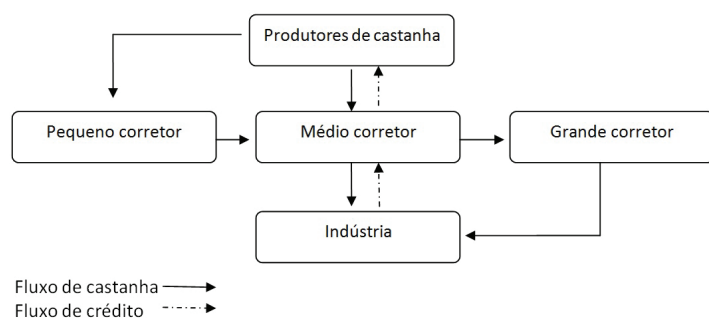 Produtores de castanha
Pequeno corretor
Médio corretor
Grande corretor
Indústria
Fluxo de castanha
Fluxo de crédito